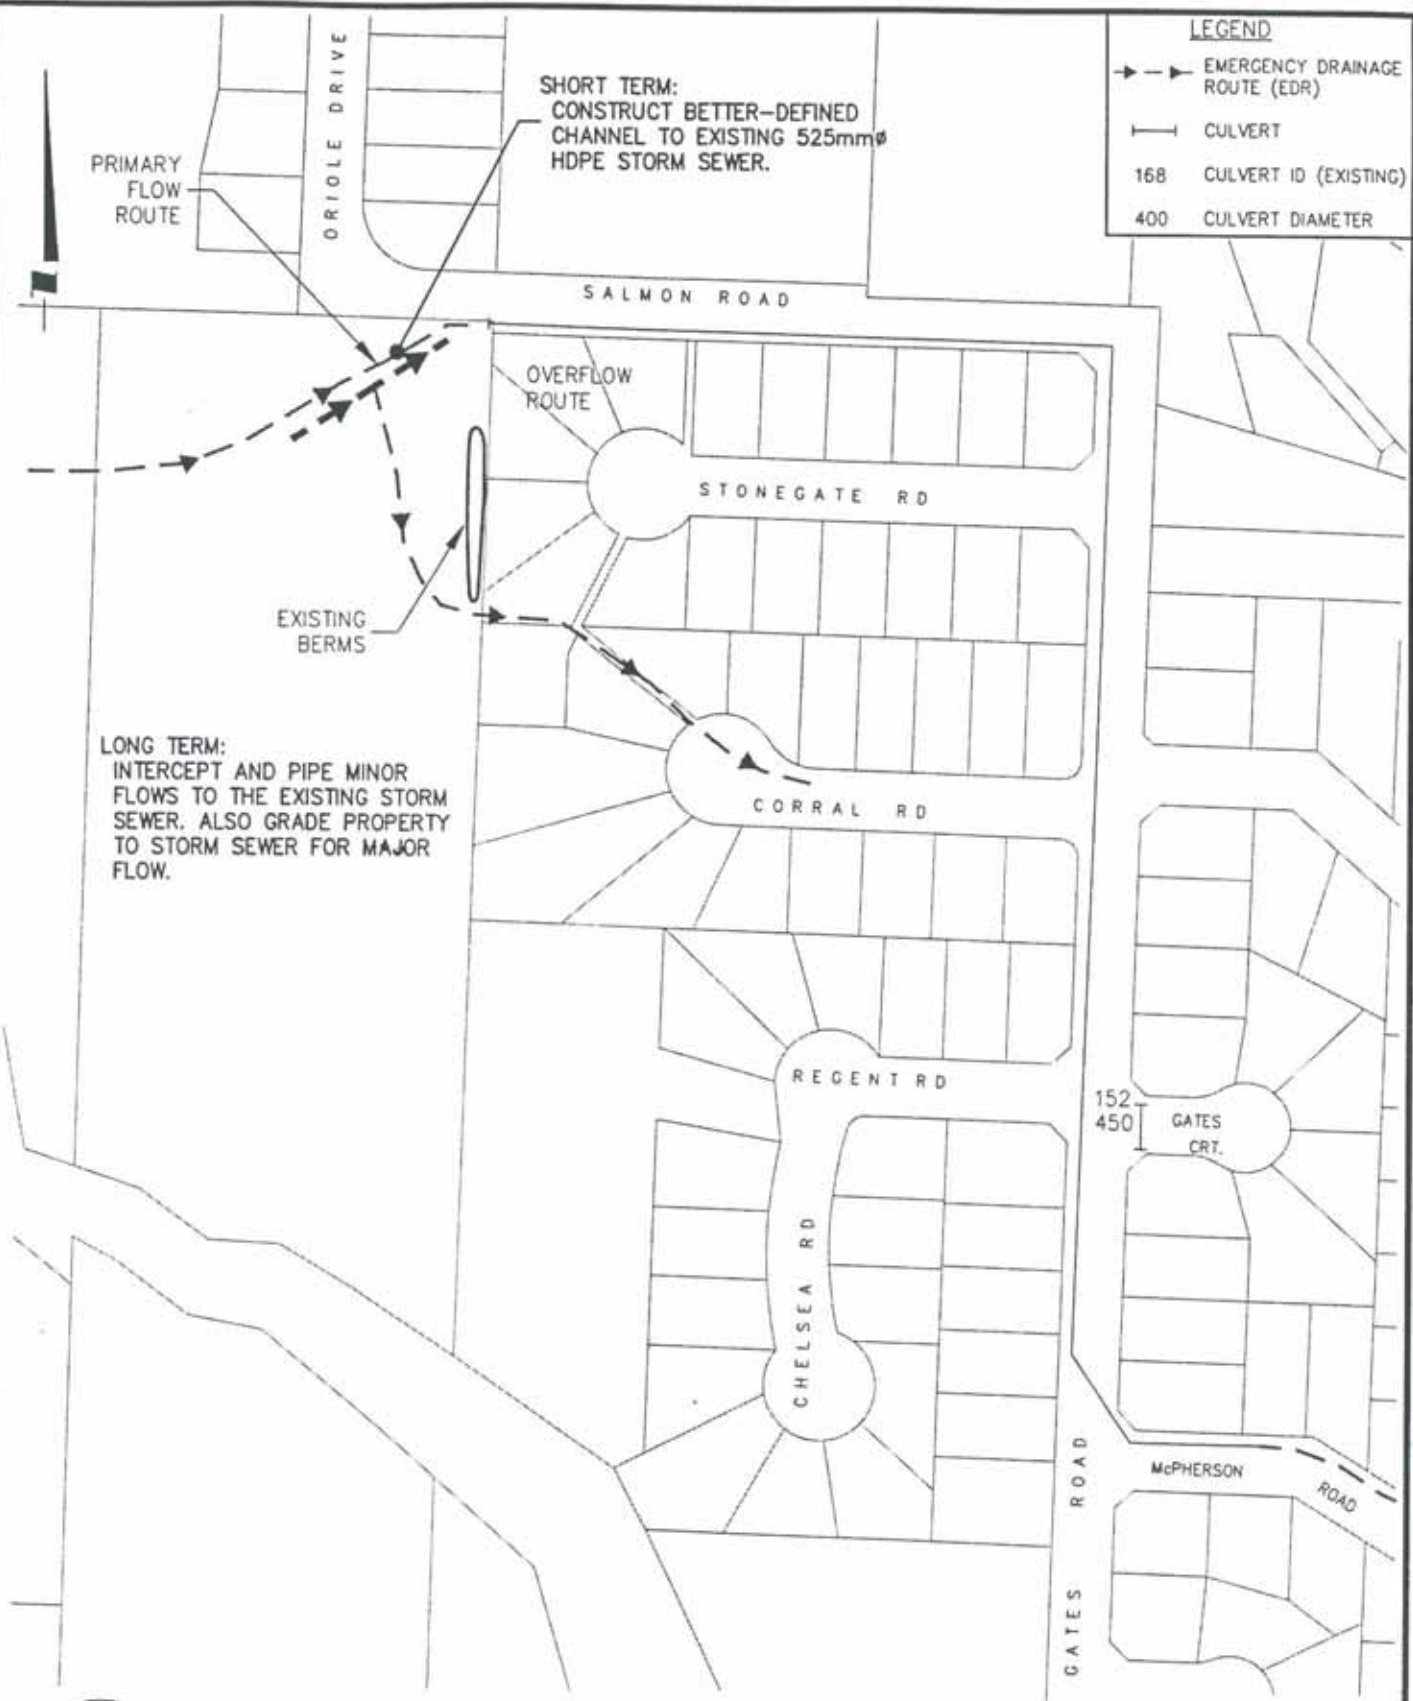 LEGEND
EMERGENCY DRAINAGE
ROUTE (EDR)
CULVERT
168 CULVERT ID (EXISTING)
400 CULVERT DIAMETER
ORIOLE DRIVE
SHORT TERM:
CONSTRUCT BETTER-DEFINED
CHANNEL TO EXISTING 525mmø
HDPE STORM SEWER.
PRIMARY
FLOW
ROUTE
SALMON ROAD
OVERFLOW
ROUTE
STONEGATE RD
EXISTING
BERMS
LONG TERM:
INTERCEPT AND PIPE MINOR
FLOWS TO THE EXISTING STORM
SEWER. ALSO GRADE PROPERTY
TO STORM SEWER FOR MAJOR
FLOW.
CORRAL RD
REGENT RD
152
450
GATES
CRT.
CHELSEA RD
McPHERSON
ROAD
GATES ROAD